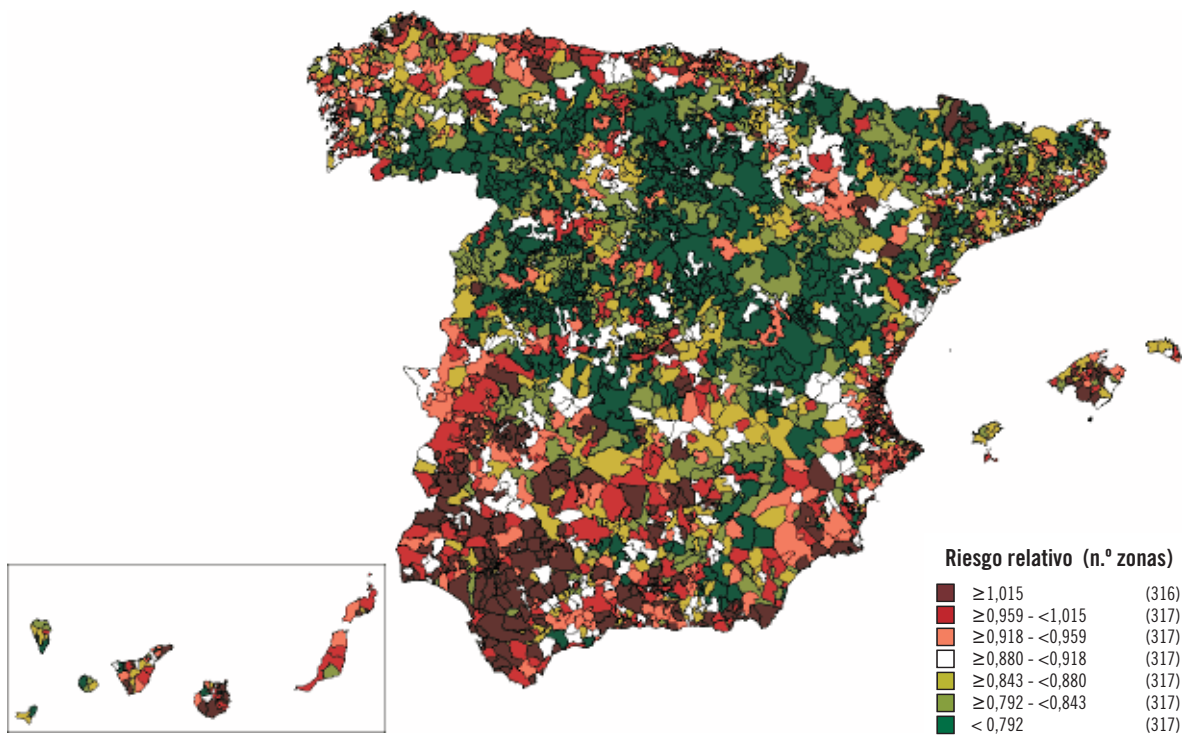 Riesgo relativo (n.º zonas)
≥1,015 (316)
≥0,959 - <1,015 (317)
≥0,918 - <0,959 (317)
≥0,880 - <0,918 (317)
≥0,843 - <0,880 (317)
≥0,792 - <0,843 (317)
< 0,792 (317)